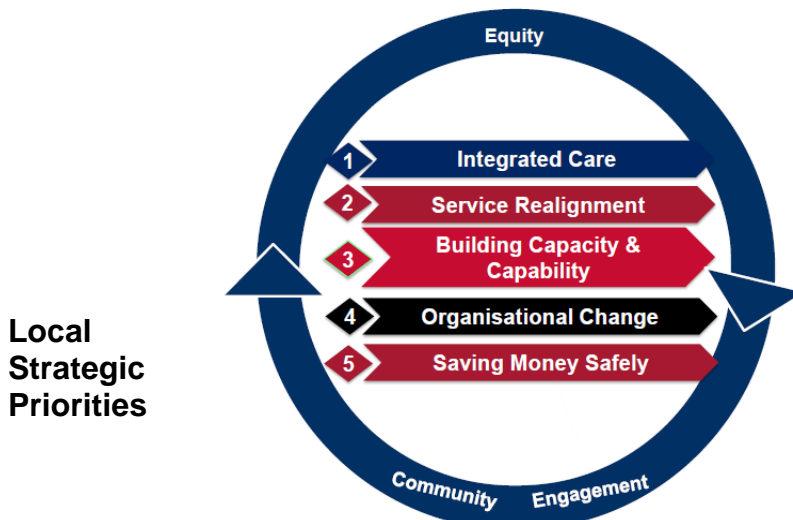 Equity
1 Integrated Care
2 Service Realignment
3 Building Capacity &
Capability
4 Organisational Change
5 Saving Money Safely
Local
Strategic
Priorities
Community Engagement